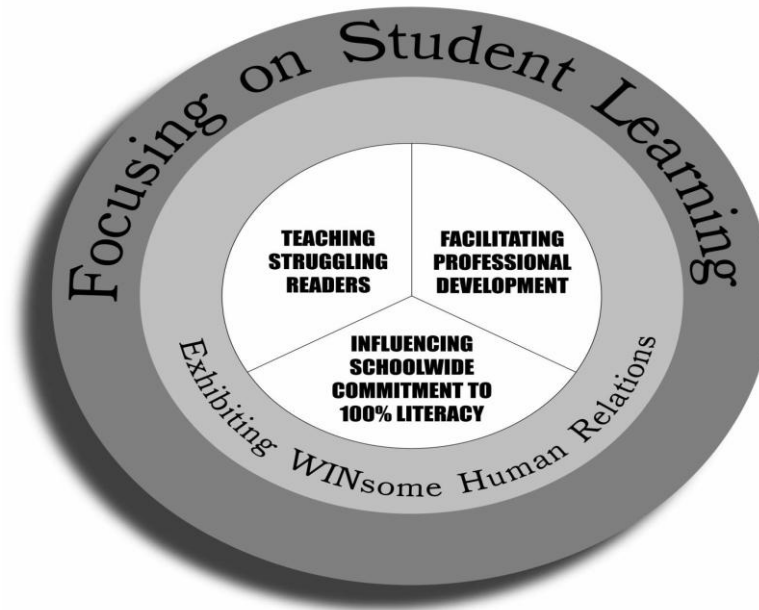 Focusing on Student Learning
TEACHING
STRUGGLING
READERS
FACILITATING
PROFESSIONAL
DEVELOPMENT
INFLUENCING
SCHOOLWIDE
COMMITMENT TO
100% LITERACY
Exhibiting WINsome Human Relations